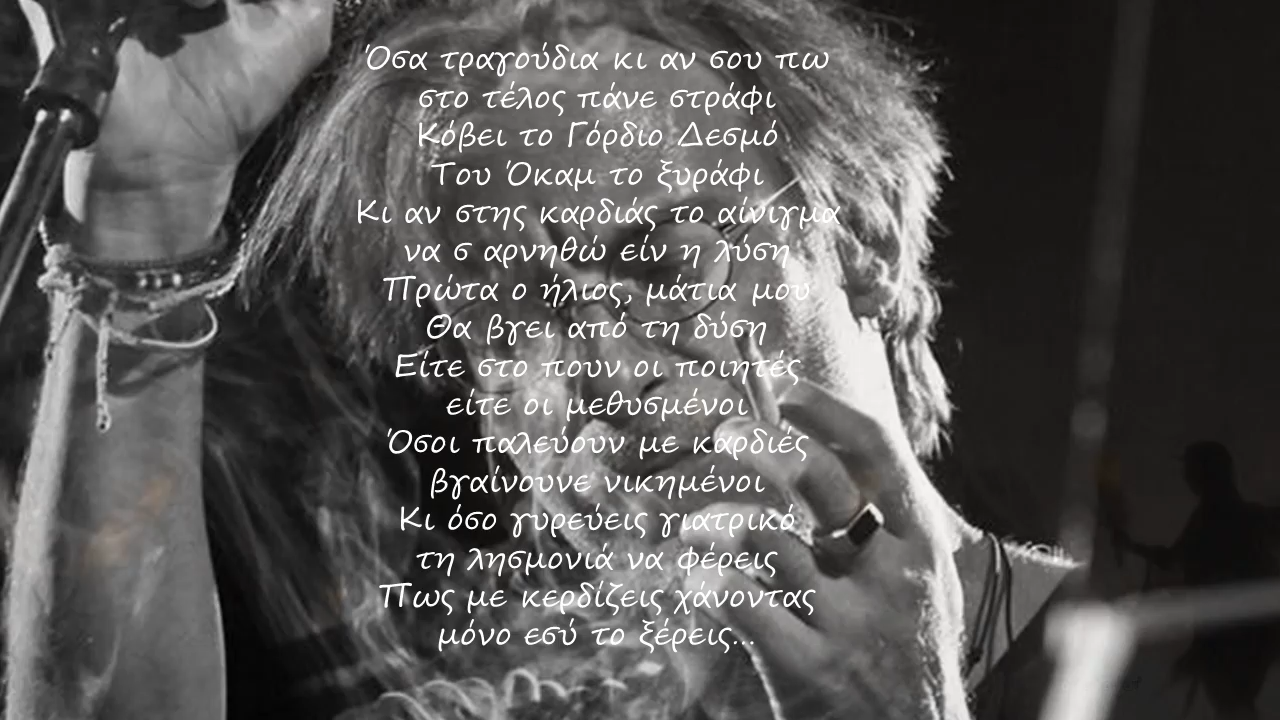 Όσα τραγούδια κι αν σου πω
στο τέλος πάνε στράφι
Κόβει το Γόρδιο Δεσμό
Του Όκαμ το ξυράφι
Κι αν στης καρδιάς το αίνιγμα
να σ αρνηθώ είν η λύση
Πρώτα ο ήλιος, μάτια μου
Θα βγει από τη δύση
Είτε στο πουν οι ποιητές
είτε οι μεθυσμένοι
Όσοι παλεύουν με καρδιές
βγαίνουνε νικημένοι
Κι όσο γυρεύεις γιατρικό
τη λησμονιά να φέρεις
Πως με κερδίζεις χάνοντας
μόνο εσύ το ξέρεις...